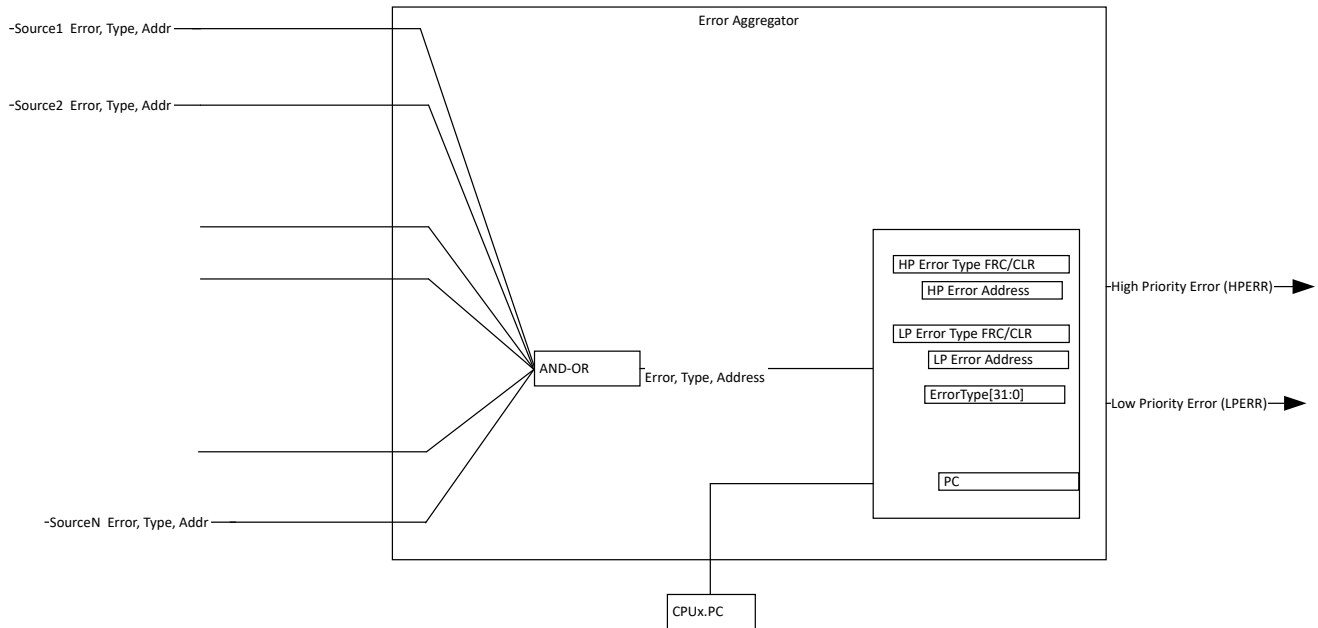 Error Aggregator
-Source1 Error, Type, Addr
-Source2 Error, Type, Addr
HP Error Type FRC/CLR
HP Error Address
High Priority Error (HPERR)
LP Error Type FRC/CLR
LP Error Address
AND-OR
Error, Type, Address
ErrorType[31:0]
Low Priority Error (LPERR)
PC
-SourceN Error, Type, Addr
CPUx.PC